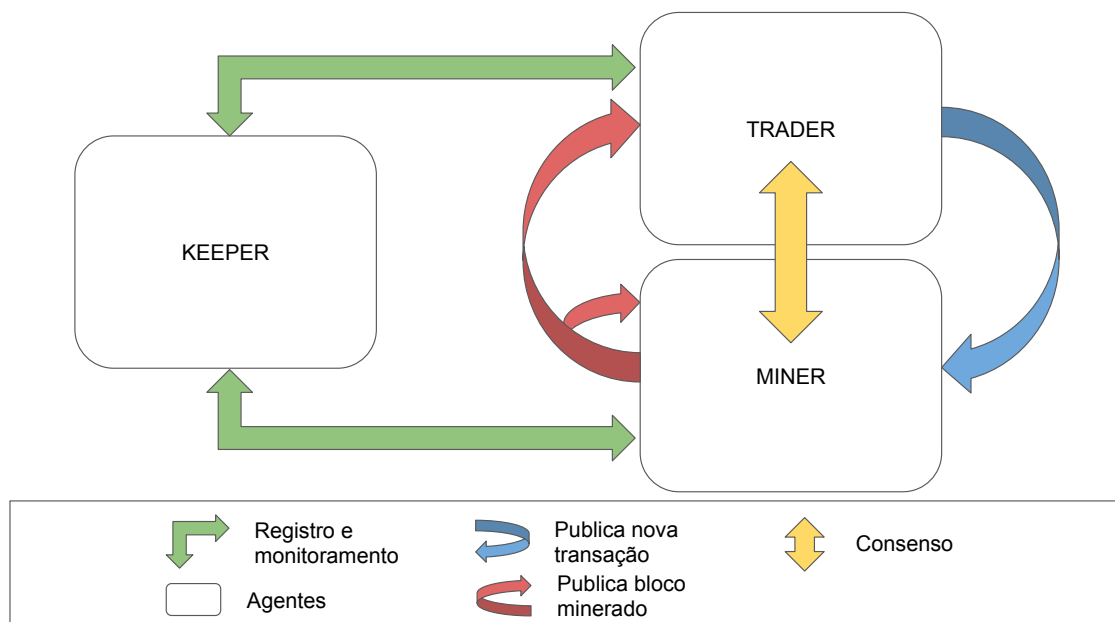 TRADER
KEEPER
MINER
Registro e
monitoramento
Publica nova
transação
Consenso
Agentes
Publica bloco
minerado